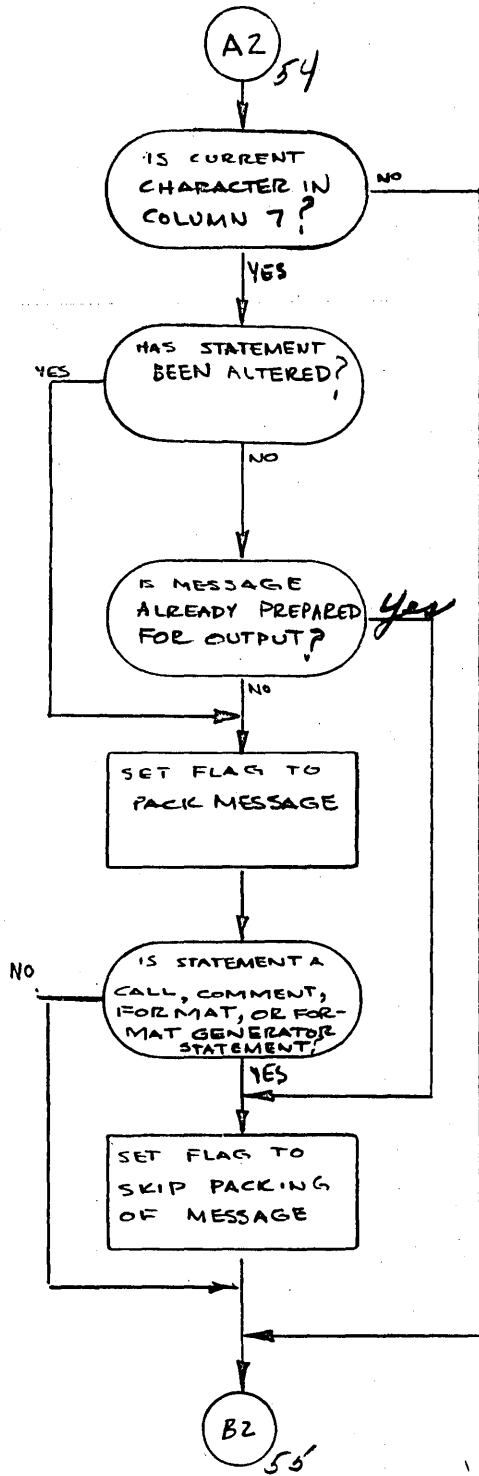 A2
54
IS CURRENT
CHARACTER IN
COLUMN 7?
NO
YES
HAS STATEMENT
BEEN ALTERED?
YES
NO
IS MESSAGE
ALREADY PREPARED
FOR OUTPUT?
Yes
NO
SET FLAG TO
PACK MESSAGE
IS STATEMENT A
CALL, COMMENT,
FORMAT, OR FOR-
MAT GENERATOR
STATEMENT?
NO
YES
SET FLAG TO
SKIP PACKING
OF MESSAGE
B2
55